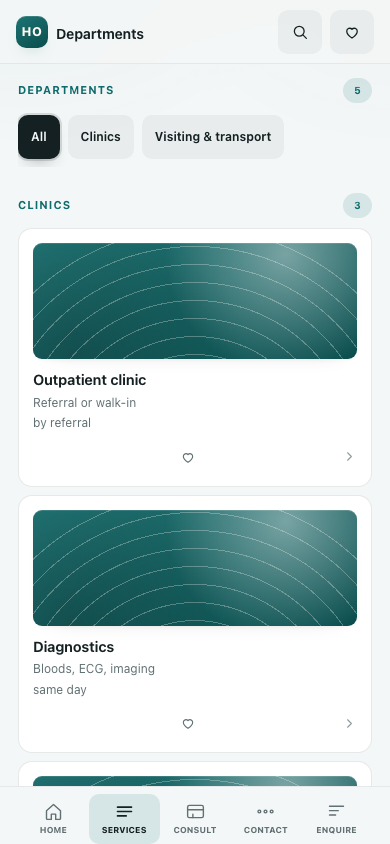 HO
Departments
DEPARTMENTS
5
All
Clinics
Visiting & transport
CLINICS
3
Outpatient clinic
Referral or walk-in
by referral
Diagnostics
Bloods, ECG, imaging
same day
HOME
SERVICES
CONSULT
CONTACT
ENQUIRE